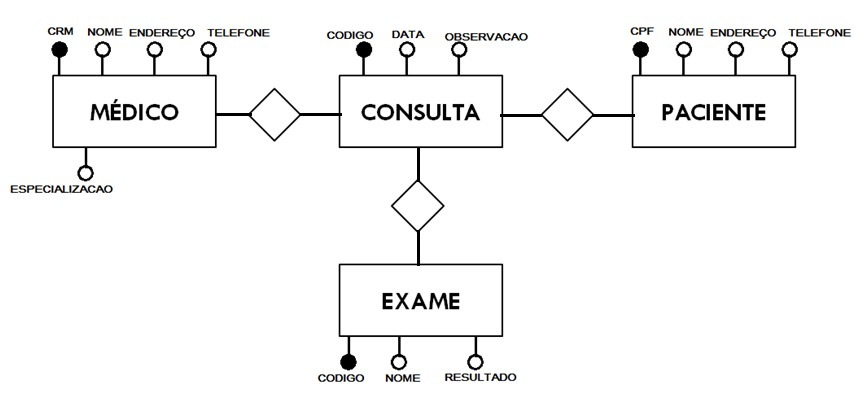 CRM NOME ENDEREÇO TELEFONE
CODIGO DATA OBSERVACAO
CPF NOME ENDEREÇO TELEFONE
MÉDICO
CONSULTA
PACIENTE
ESPECIALIZACAO
EXAME
CODIGO NOME RESULTADO